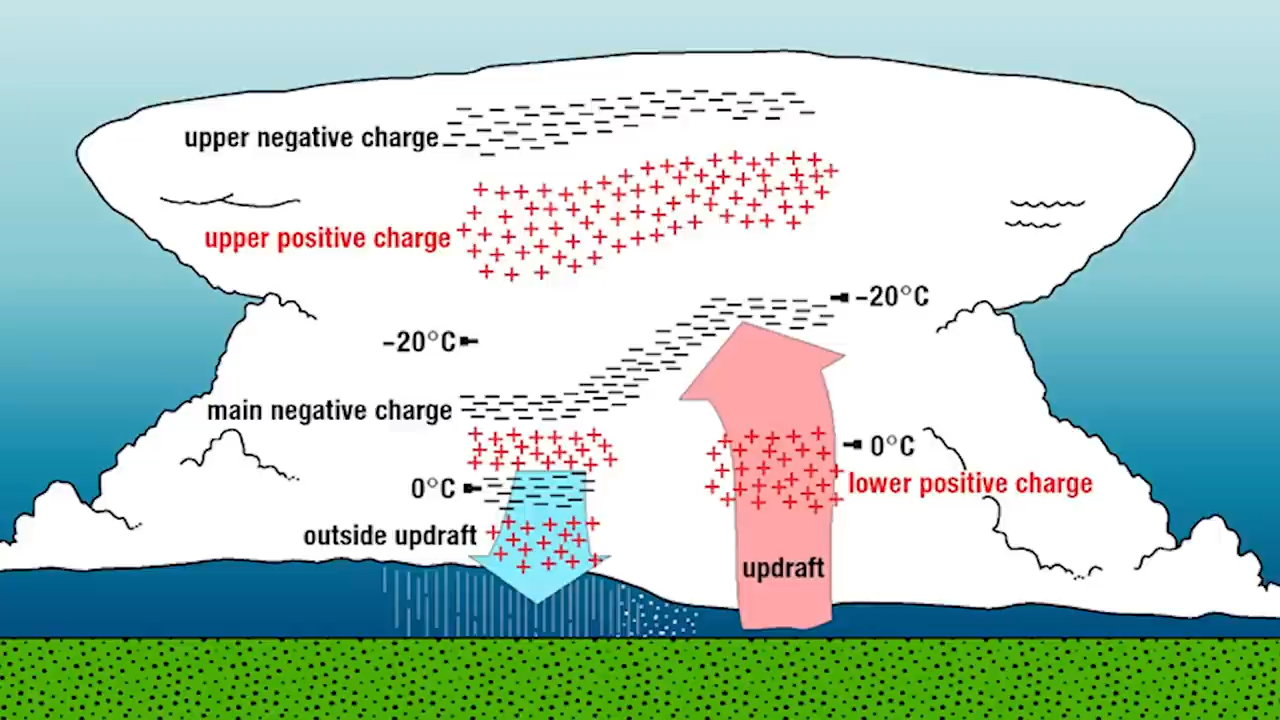 upper negative charge
upper positive charge
-20°C
-20°C
main negative charge
0°C
0°C
lower positive charge
outside updraft
updraft